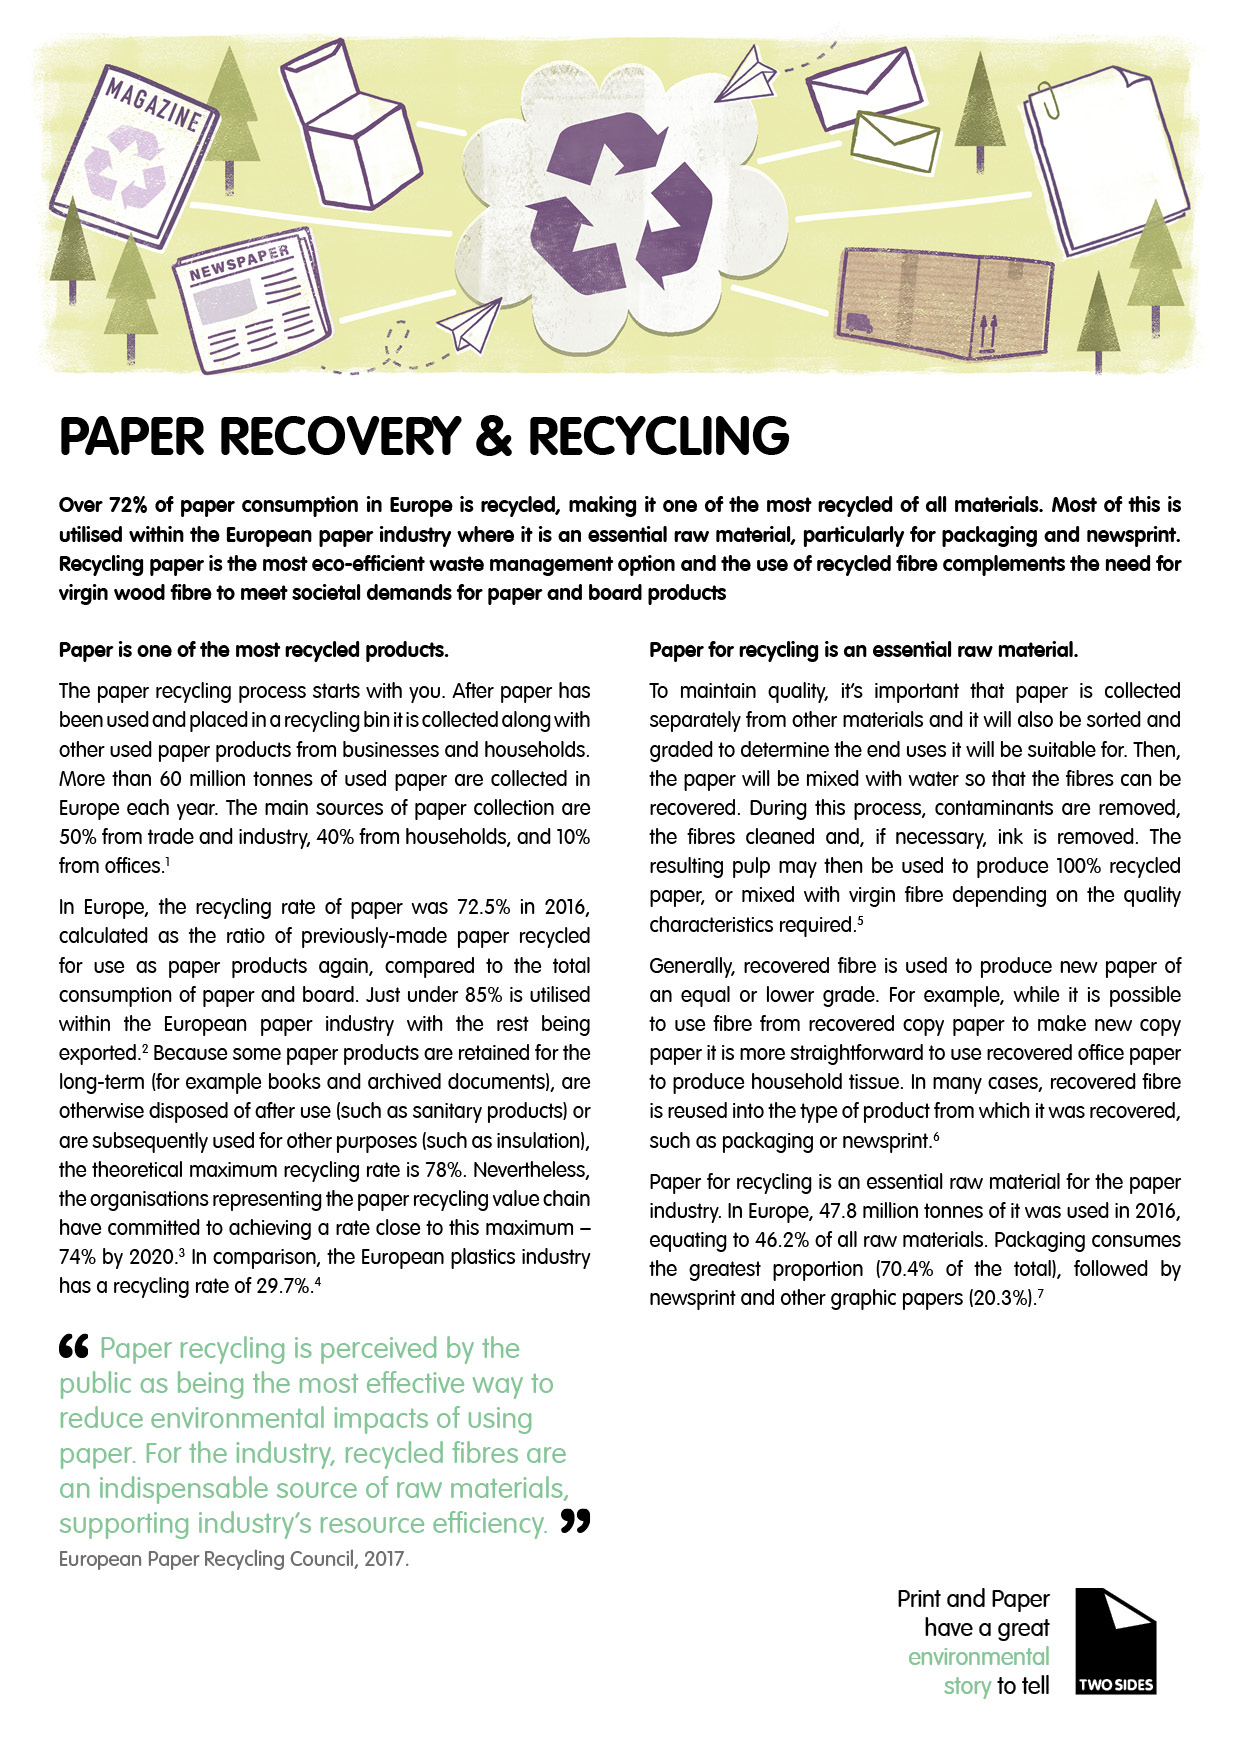 MAGAZINE
NEWSPAPER
PAPER RECOVERY & RECYCLING
Over 72% of paper consumption in Europe is recycled, making it one of the most recycled of all materials. Most of this is
utilised within the European paper industry where it is an essential raw material, particularly for packaging and newsprint.
Recycling paper is the most eco-efficient waste management option and the use of recycled fibre complements the need for
virgin wood fibre to meet societal demands for paper and board products
Paper is one of the most recycled products.
The paper recycling process starts with you. After paper has
been used and placed in a recycling bin it is collected along with
other used paper products from businesses and households.
More than 60 million tonnes of used paper are collected in
Europe each year. The main sources of paper collection are
50% from trade and industry, 40% from households, and 10%
from offices.¹
In Europe, the recycling rate of paper was 72.5% in 2016,
calculated as the ratio of previously-made paper recycled
for use as paper products again, compared to the total
consumption of paper and board. Just under 85% is utilised
within the European paper industry with the rest being
exported.² Because some paper products are retained for the
long-term (for example books and archived documents), are
otherwise disposed of after use (such as sanitary products) or
are subsequently used for other purposes (such as insulation),
the theoretical maximum recycling rate is 78%. Nevertheless,
the organisations representing the paper recycling value chain
have committed to achieving a rate close to this maximum –
74% by 2020.³ In comparison, the European plastics industry
has a recycling rate of 29.7%.⁴
“ Paper recycling is perceived by the
public as being the most effective way to
reduce environmental impacts of using
paper. For the industry, recycled fibres are
an indispensable source of raw materials,
supporting industry’s resource efficiency. ”
European Paper Recycling Council, 2017.
Paper for recycling is an essential raw material.
To maintain quality, it’s important that paper is collected
separately from other materials and it will also be sorted and
graded to determine the end uses it will be suitable for. Then,
the paper will be mixed with water so that the fibres can be
recovered. During this process, contaminants are removed,
the fibres cleaned and, if necessary, ink is removed. The
resulting pulp may then be used to produce 100% recycled
paper, or mixed with virgin fibre depending on the quality
characteristics required.⁵
Generally, recovered fibre is used to produce new paper of
an equal or lower grade. For example, while it is possible
to use fibre from recovered copy paper to make new copy
paper it is more straightforward to use recovered office paper
to produce household tissue. In many cases, recovered fibre
is reused into the type of product from which it was recovered,
such as packaging or newsprint.⁶
Paper for recycling is an essential raw material for the paper
industry. In Europe, 47.8 million tonnes of it was used in 2016,
equating to 46.2% of all raw materials. Packaging consumes
the greatest proportion (70.4% of the total), followed by
newsprint and other graphic papers (20.3%).⁷
Print and Paper
have a great
environmental
story to tell
TWO SIDES